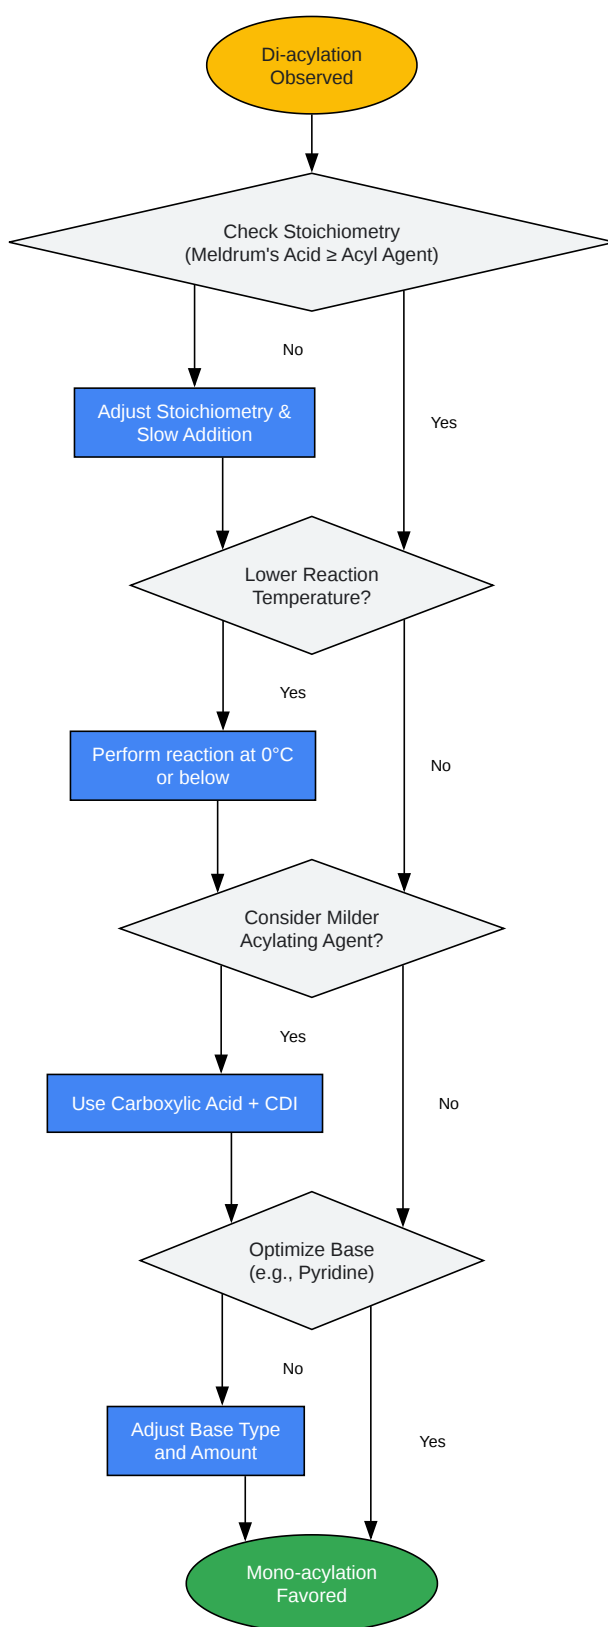 Di-acylation
Observed
Check Stoichiometry
(Meldrum's Acid ≥ Acyl Agent)
No
Adjust Stoichiometry &
Slow Addition
Yes
Lower Reaction
Temperature?
Yes
Perform reaction at 0°C
or below
No
Consider Milder
Acylating Agent?
Yes
Use Carboxylic Acid + CDI
No
Optimize Base
(e.g., Pyridine)
No
Adjust Base Type
and Amount
Yes
Mono-acylation
Favored